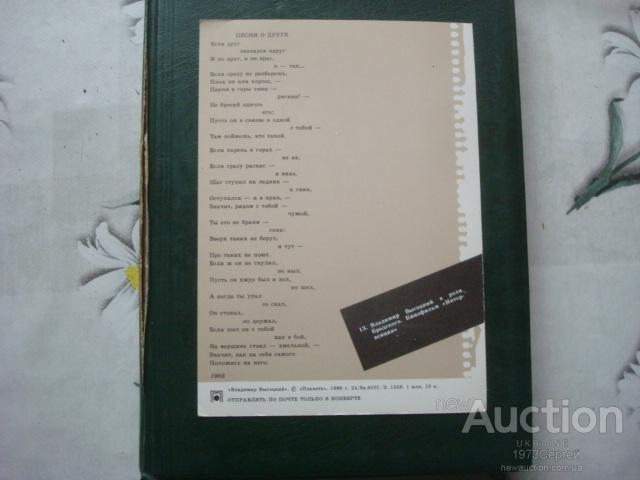 ПЕСНЯ О ДРУГЕ
Если друг
оказался вдруг
И не друг, и не враг,
а — так...
Если сразу не разберешь,
Плох он или хорош, —
Парня в горы тяни —
рискни! —
Не бросай одного
его:
Пусть он в связке в одной
с тобой —
Там поймешь, кто такой.
Если парень в горах —
не ах,
Если сразу раскис —
и вниз,
Шаг ступил на ледник —
и сник,
Оступился — и в крик, —
Значит, рядом с тобой —
чужой,
Ты его не брани —
гони:
Вверх таких не берут,
и тут —
Про таких не поют.
Если ж он не скулил,
не ныл,
Пусть он хмур был и зол,
но шел,
А когда ты упал
со скал,
Он стонал,
но держал,
Если шел он с тобой
как в бой,
На вершине стоял — хмельной, —
Значит, как на себя самого
Положись на него.
1966
13. Владимир Высоцкий в роли
Бродского. Кинофильм «Интер-
венция»
«Владимир Высоцкий». © «Планета», 1988 г.
ОТПРАВЛЯТЬ ПО ПОЧТЕ ТОЛЬКО В КОНВЕРТЕ
new
Auction
UKRAINE
1973Сергей
newauction.com.ua